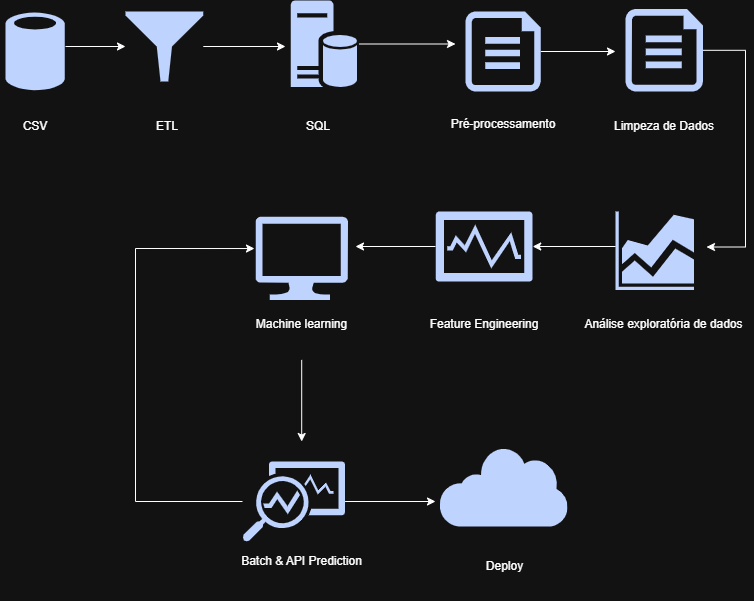 CSV
ETL
SQL
Pré-processamento
Limpeza de Dados
Machine learning
Feature Engineering
Análise exploratória de dados
Batch & API Prediction
Deploy